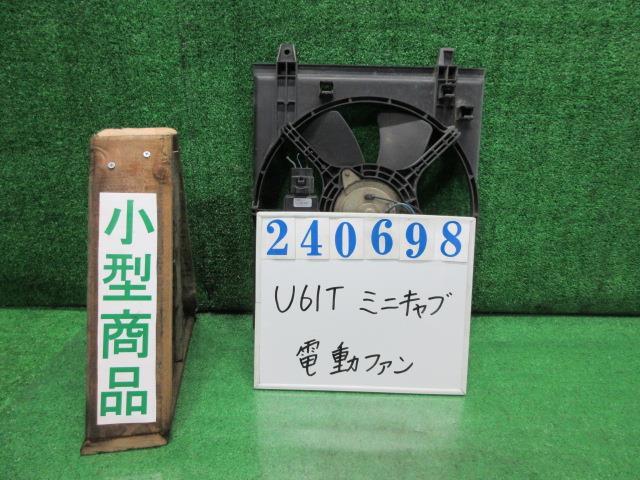 小型商品
240698
U61T ミニキャブ
電動ファン